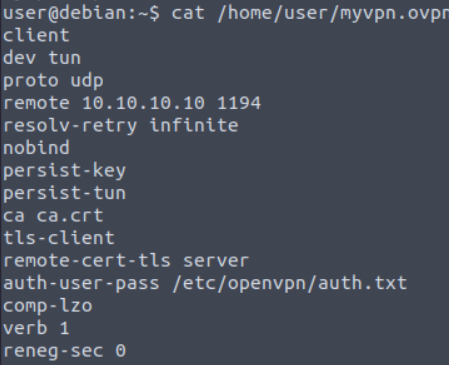 user@debian:~$ cat /home/user/myvpn.ovpn
client
dev tun
proto udp
remote 10.10.10.10 1194
resolv-retry infinite
nobind
persist-key
persist-tun
ca ca.crt
tls-client
remote-cert-tls server
auth-user-pass /etc/openvpn/auth.txt
comp-lzo
verb 1
reneg-sec 0